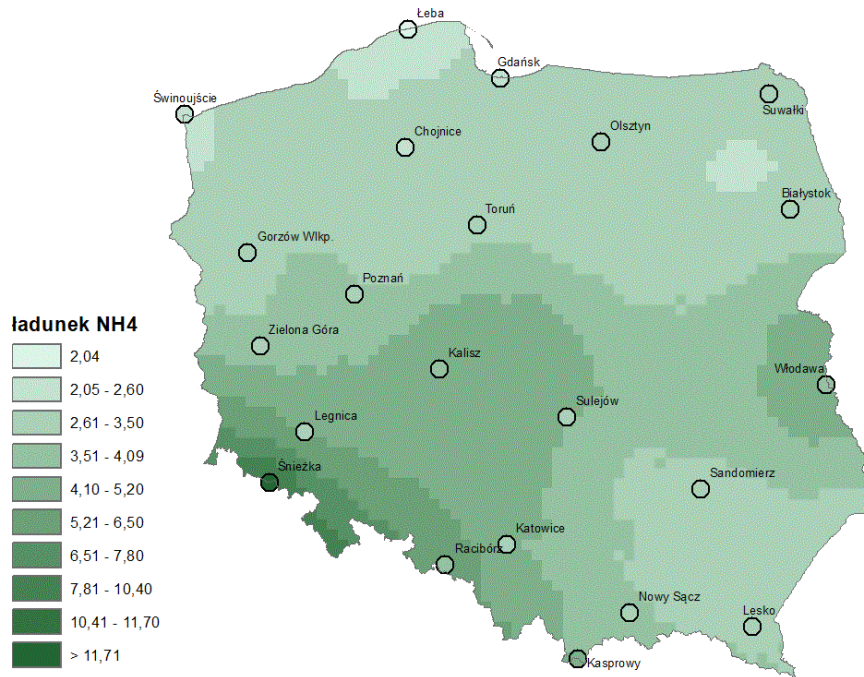 Łeba
Gdańsk
Świnoujście
Suwałki
Chojnice
Olsztyn
Białystok
Toruń
Gorzów Wlkp.
Poznań
ładunek NH4
Zielona Góra
2,04
Kalisz
Włodawa
2,05 - 2,60
2,61 - 3,50
Legnica
Sulejów
3,51 - 4,09
Śnieżka
Sandomierz
4,10 - 5,20
5,21 - 6,50
Katowice
6,51 - 7,80
Racibórz
7,81 - 10,40
Nowy Sącz
Lesko
10,41 - 11,70
> 11,71
Kasprowy